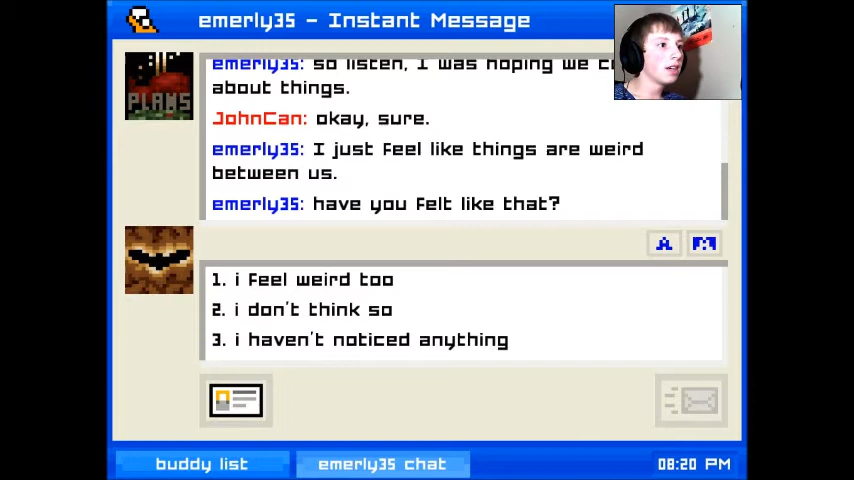 emerly35 - Instant Message
emerly35: so listen, I was hoping we
about things.
JohnCan: okay, sure.
emerly35: I just feel like things are weird
between us.
emerly35: have you felt like that?
PLANS
A
1. i feel weird too
2. i don't think so
3. i haven't noticed anything
buddy list
emerly35 chat
08:20 PM